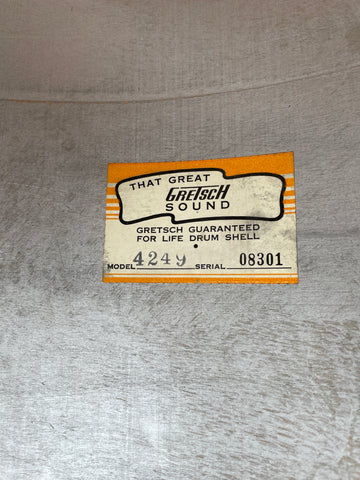 THAT GREAT
GRETSCH
SOUND
GRETSCH GUARANTEED
FOR LIFE DRUM SHELL
MODEL 4249 SERIAL 08301